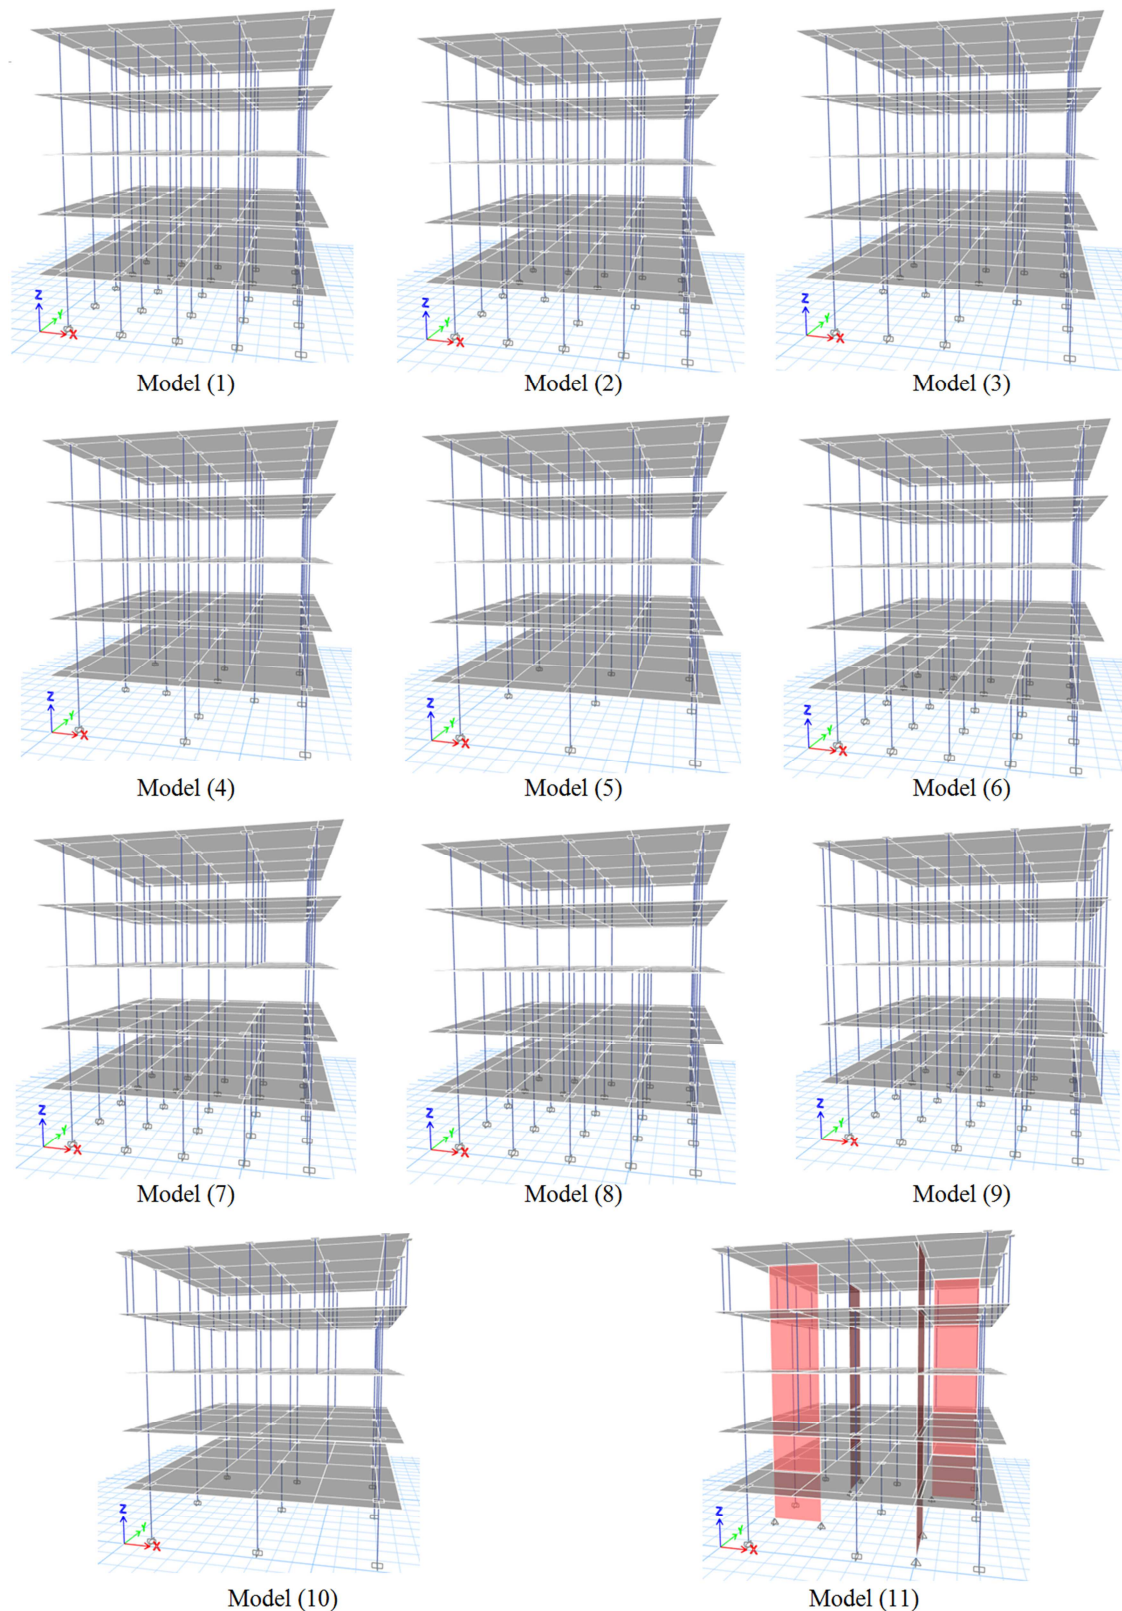 Z Y X
Z Y X
Z Y X
Model (1)
Model (2)
Model (3)
Z Y X
Z Y X
Z Y X
Model (4)
Model (5)
Model (6)
Z Y X
Z Y X
Z Y X
Model (7)
Model (8)
Model (9)
Z Y X
Z Y X
Model (10)
Model (11)